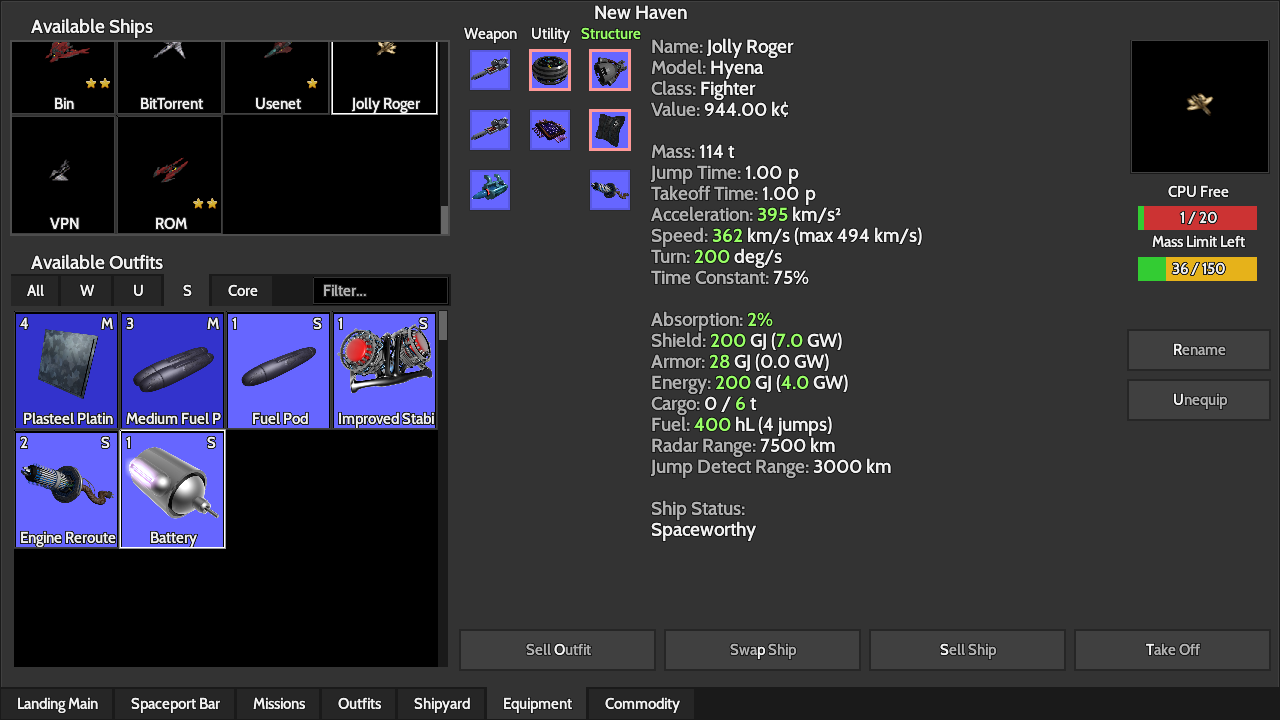 New Haven
Available Ships
Bin
BitTorrent
Usenet
Jolly Roger
VPN
ROM
Available Outfits
All
W
U
S
Core
Filter...
4 M
Plasteel Platin
3 M
Medium Fuel P
1 S
Fuel Pod
1 S
Improved Stabi
2 S
Engine Reroute
1 S
Battery
Weapon
Utility
Structure
Name: Jolly Roger
Model: Hyena
Class: Fighter
Value: 944.00 k¢
Mass: 114 t
Jump Time: 1.00 p
Takeoff Time: 1.00 p
Acceleration: 395 km/s²
Speed: 362 km/s (max 494 km/s)
Turn: 200 deg/s
Time Constant: 75%
Absorption: 2%
Shield: 200 GJ (7.0 GW)
Armor: 28 GJ (0.0 GW)
Energy: 200 GJ (4.0 GW)
Cargo: 0 / 6 t
Fuel: 400 hL (4 jumps)
Radar Range: 7500 km
Jump Detect Range: 3000 km
Ship Status:
Spaceworthy
CPU Free
1 / 20
Mass Limit Left
36 / 150
Rename
Unequip
Sell Outfit
Swap Ship
Sell Ship
Take Off
Landing Main
Spaceport Bar
Missions
Outfits
Shipyard
Equipment
Commodity